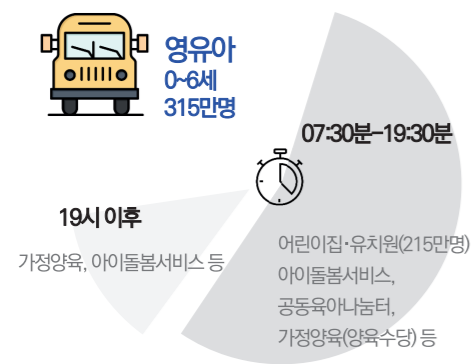 영유아
0~6세
315만명
07:30분-19:30분
19시 이후
가정양육, 아이돌봄서비스 등
어린이집·유치원(215만명)
아이돌봄서비스,
공동육아나눔터,
가정양육(양육수당) 등